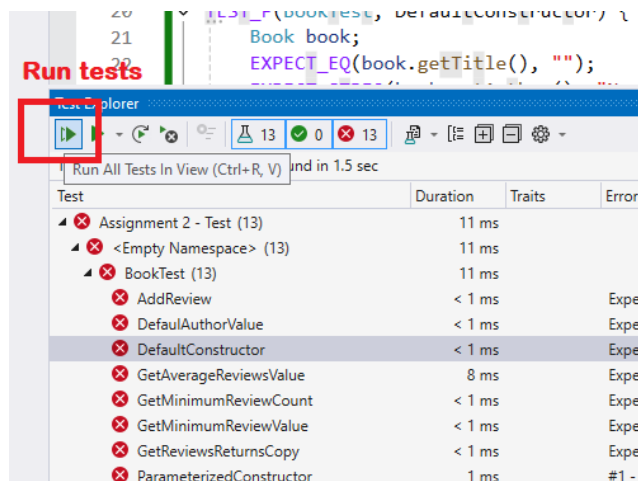 20 TEST_F(BookTest, DefaultConstructor) {
21 Book book;
22 EXPECT_EQ(book.getTitle(), "");
Run tests
Test Explorer
13 0 13
Run All Tests In View (Ctrl+R, V) und in 1.5 sec
Test Duration Traits Error
Assignment 2 - Test (13) 11 ms
<Empty Namespace> (13) 11 ms
BookTest (13) 11 ms
AddReview < 1 ms Expe
DefaulAuthorValue < 1 ms Expe
DefaultConstructor < 1 ms Expe
GetAverageReviewsValue 8 ms Expe
GetMinimumReviewCount < 1 ms Expe
GetMinimumReviewValue < 1 ms Expe
GetReviewsReturnsCopy < 1 ms Expe
ParameterizedConstructor 1 ms #1 -